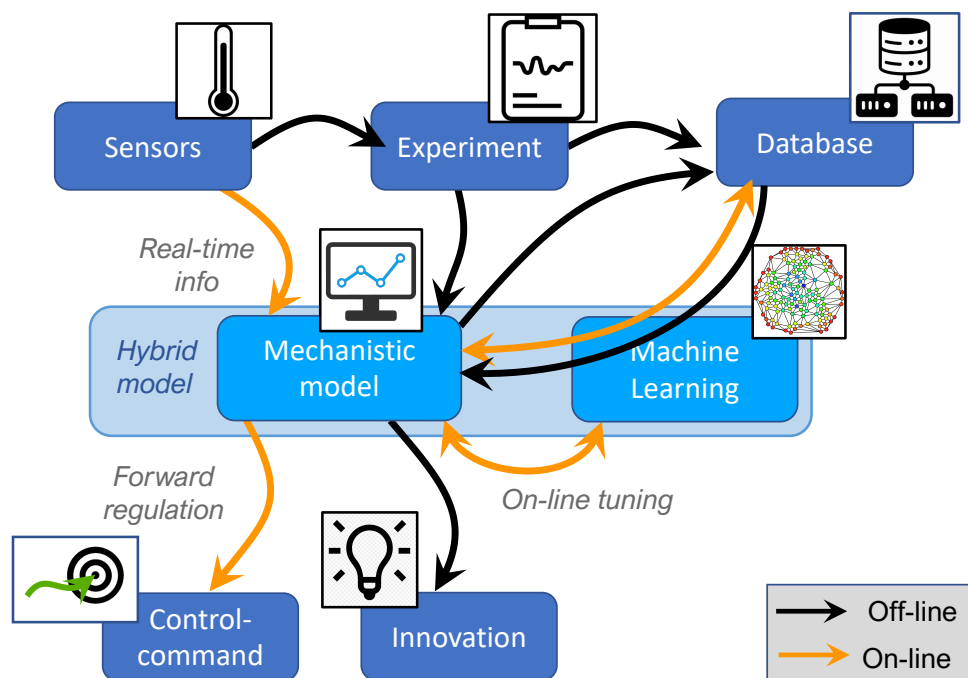 Sensors
Experiment
Database
Real-time
info
Hybrid
model
Mechanistic
model
Machine
Learning
Forward
regulation
On-line tuning
Control-
command
Innovation
Off-line
On-line